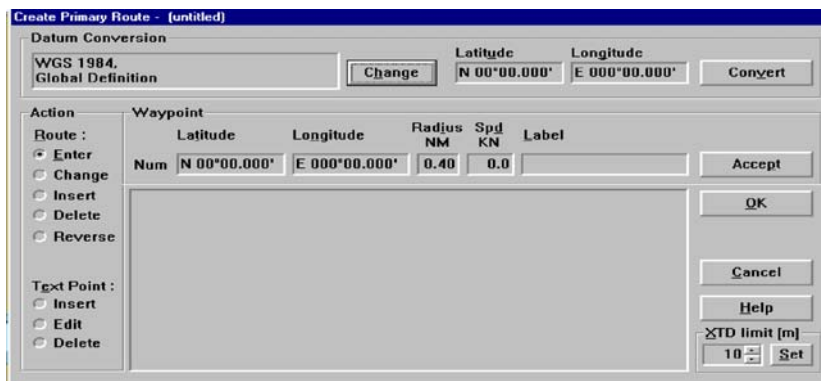 Create Primary Route - (untitled)
Datum Conversion
WGS 1984,
Global Definition
Change
Latitude
N 00°00.000'
Longitude
E 000°00.000'
Convert
Action
Route :
Enter
Change
Insert
Delete
Reverse
Text Point :
Insert
Edit
Delete
Waypoint
Latitude Longitude Radius NM Spd KN Label
Num N 00°00.000' E 000°00.000' 0.40 0.0
Accept
OK
Cancel
Help
XTD limit [m]
10 Set